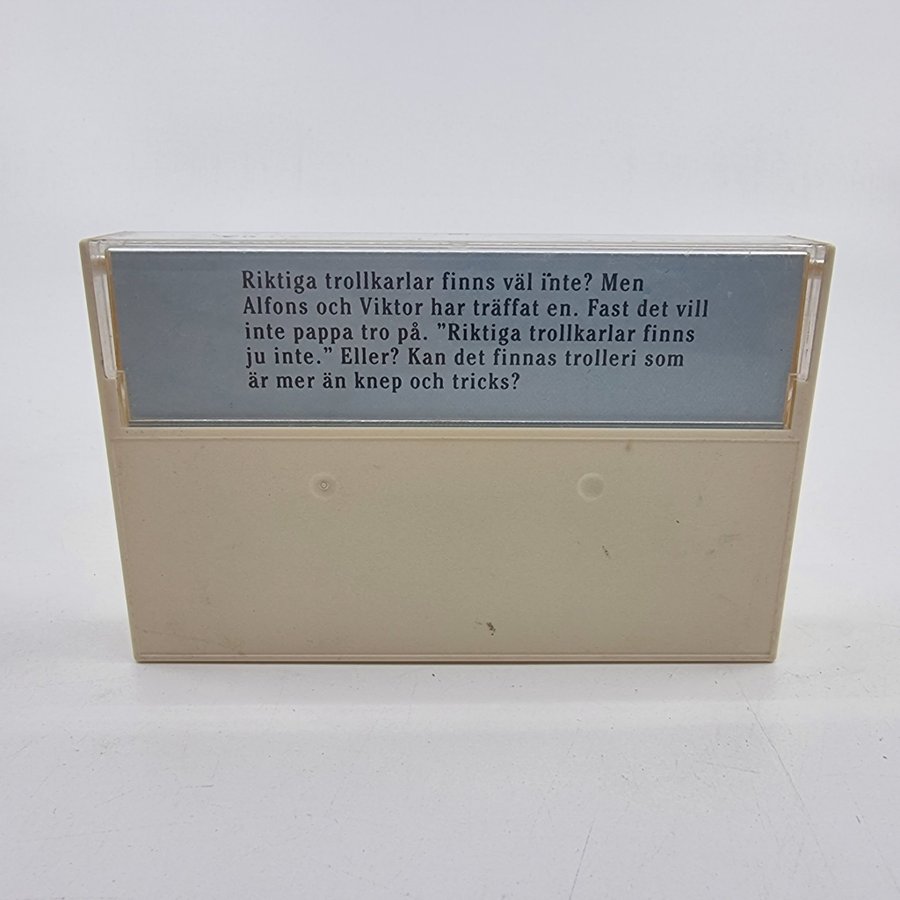 Riktiga trollkarlar finns väl inte? Men
Alfons och Viktor har träffat en. Fast det vill
inte pappa tro på. ”Riktiga trollkarlar finns
ju inte.” Eller? Kan det finnas trolleri som
är mer än knep och tricks?